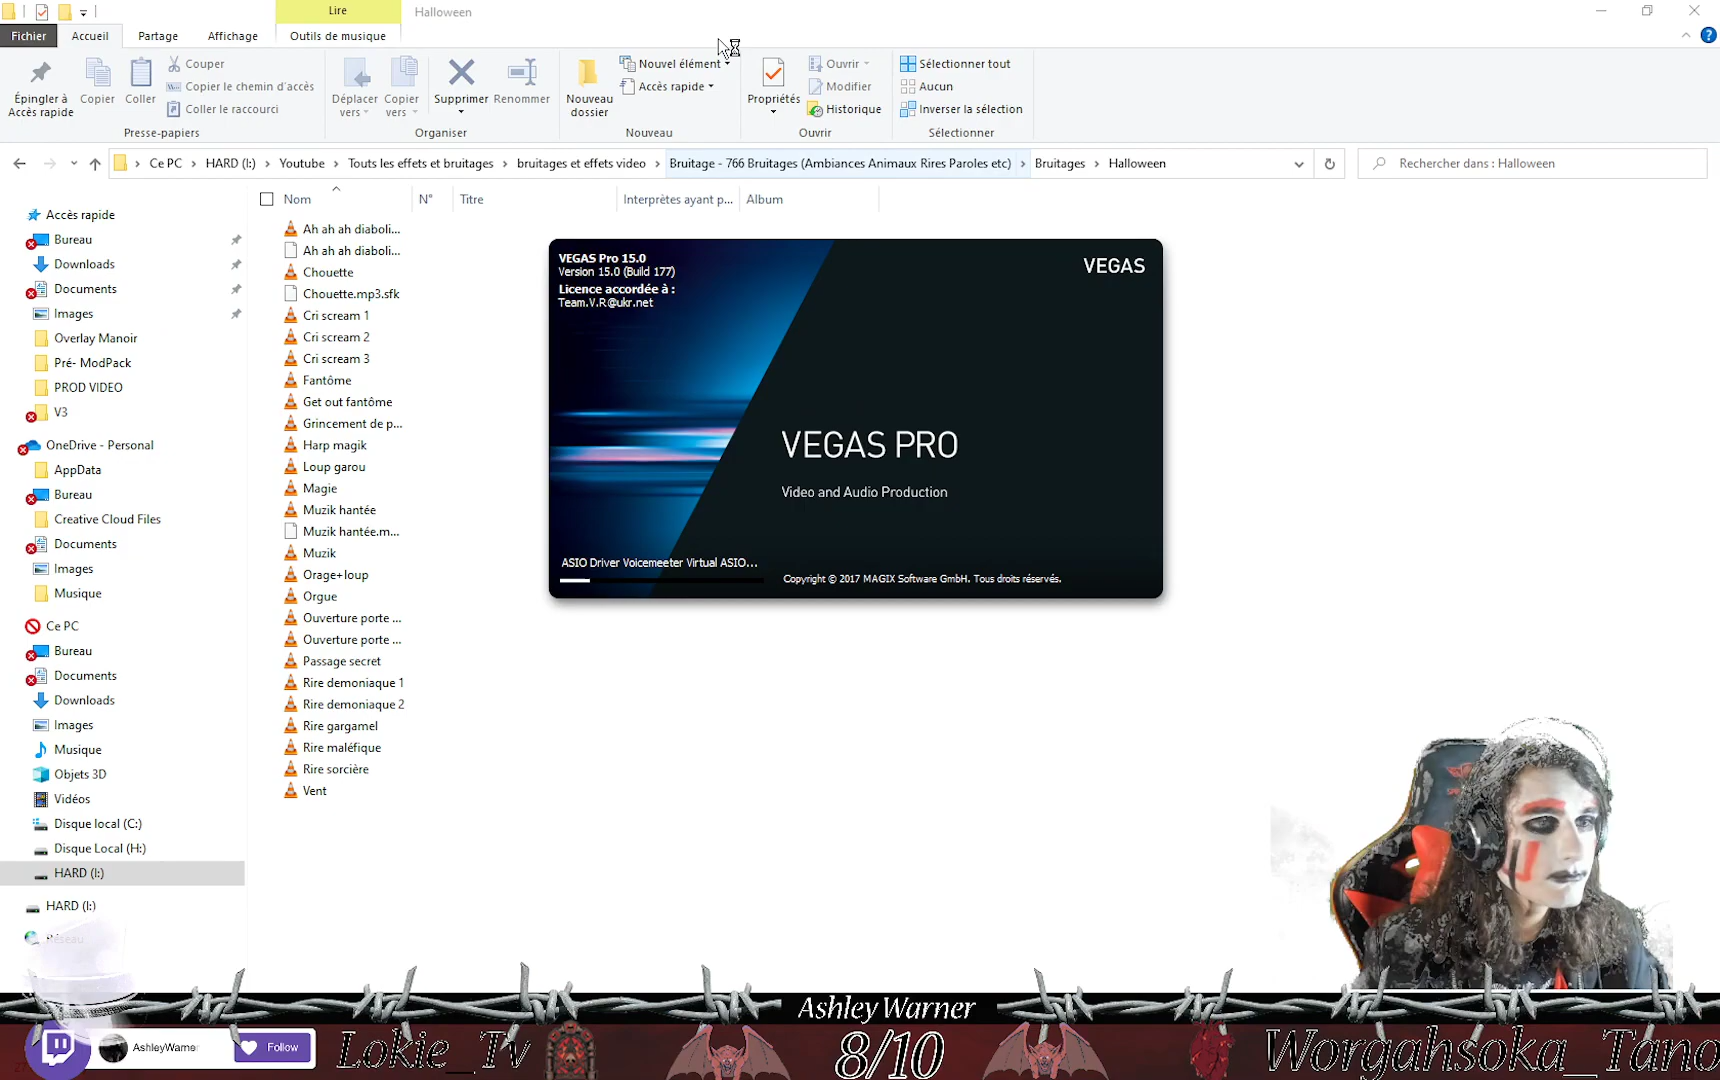 Lire
Halloween
Fichier
Accueil
Partage
Affichage
Outils de musique
Épingler à
Accès rapide
Copier
Coller
Couper
Copier le chemin d'accès
Coller le raccourci
Presse-papiers
Déplacer
vers
Copier
vers
Supprimer
Renommer
Organiser
Nouveau
dossier
Nouvel élément
Accès rapide
Nouveau
Propriétés
Ouvrir
Modifier
Historique
Ouvrir
Sélectionner tout
Aucun
Inverser la sélection
Sélectionner
Ce PC > HARD (I:) > Youtube > Touts les effets et bruitages > bruitages et effets video > Bruitage - 766 Bruitages (Ambiances Animaux Rires Paroles etc) > Bruitages > Halloween
Rechercher dans : Halloween
Nom
N°
Titre
Interprètes ayant p...
Album
Accès rapide
Bureau
Downloads
Documents
Images
Overlay Manoir
Pré- ModPack
PROD VIDEO
V3
OneDrive - Personal
AppData
Bureau
Creative Cloud Files
Documents
Images
Musique
Ce PC
Bureau
Documents
Downloads
Images
Musique
Objets 3D
Vidéos
Disque local (C:)
Disque Local (H:)
HARD (I:)
HARD (I:)
Réseau
Ah ah ah diaboli...
Ah ah ah diaboli...
Chouette
Chouette.mp3.sfk
Cri scream 1
Cri scream 2
Cri scream 3
Fantôme
Get out fantôme
Grincement de p...
Harp magik
Loup garou
Magie
Muzik hantée
Muzik hantée.m...
Muzik
Orage+loup
Orgue
Ouverture porte ...
Ouverture porte ...
Passage secret
Rire demoniaque 1
Rire demoniaque 2
Rire gargamel
Rire maléfique
Rire sorcière
Vent
VEGAS Pro 15.0
Version 15.0 (Build 177)
Licence accordée à :
Team.V.R@ukr.net
VEGAS
VEGAS PRO
Video and Audio Production
ASIO Driver Voicemeeter Virtual ASIO...
Copyright © 2017 MAGIX Software GmbH. Tous droits réservés.
Ashley Warner
AshleyWarner
Follow
Lokie_Tv
8/10
Worgahsoka_Tano